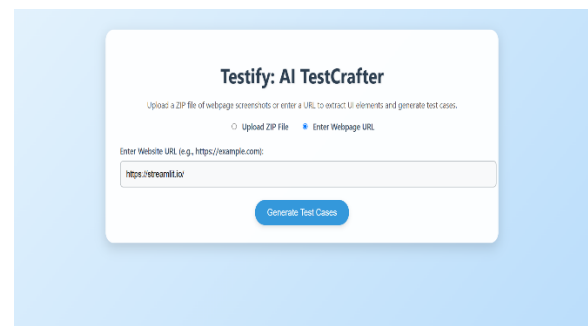 Testify: AI TestCrafter
Upload a ZIP file of webpage screenshots or enter a URL to extract UI elements and generate test cases.
Upload ZIP File Enter Webpage URL
Enter Website URL (e.g., https://example.com):
https://streamlit.io/
Generate Test Cases